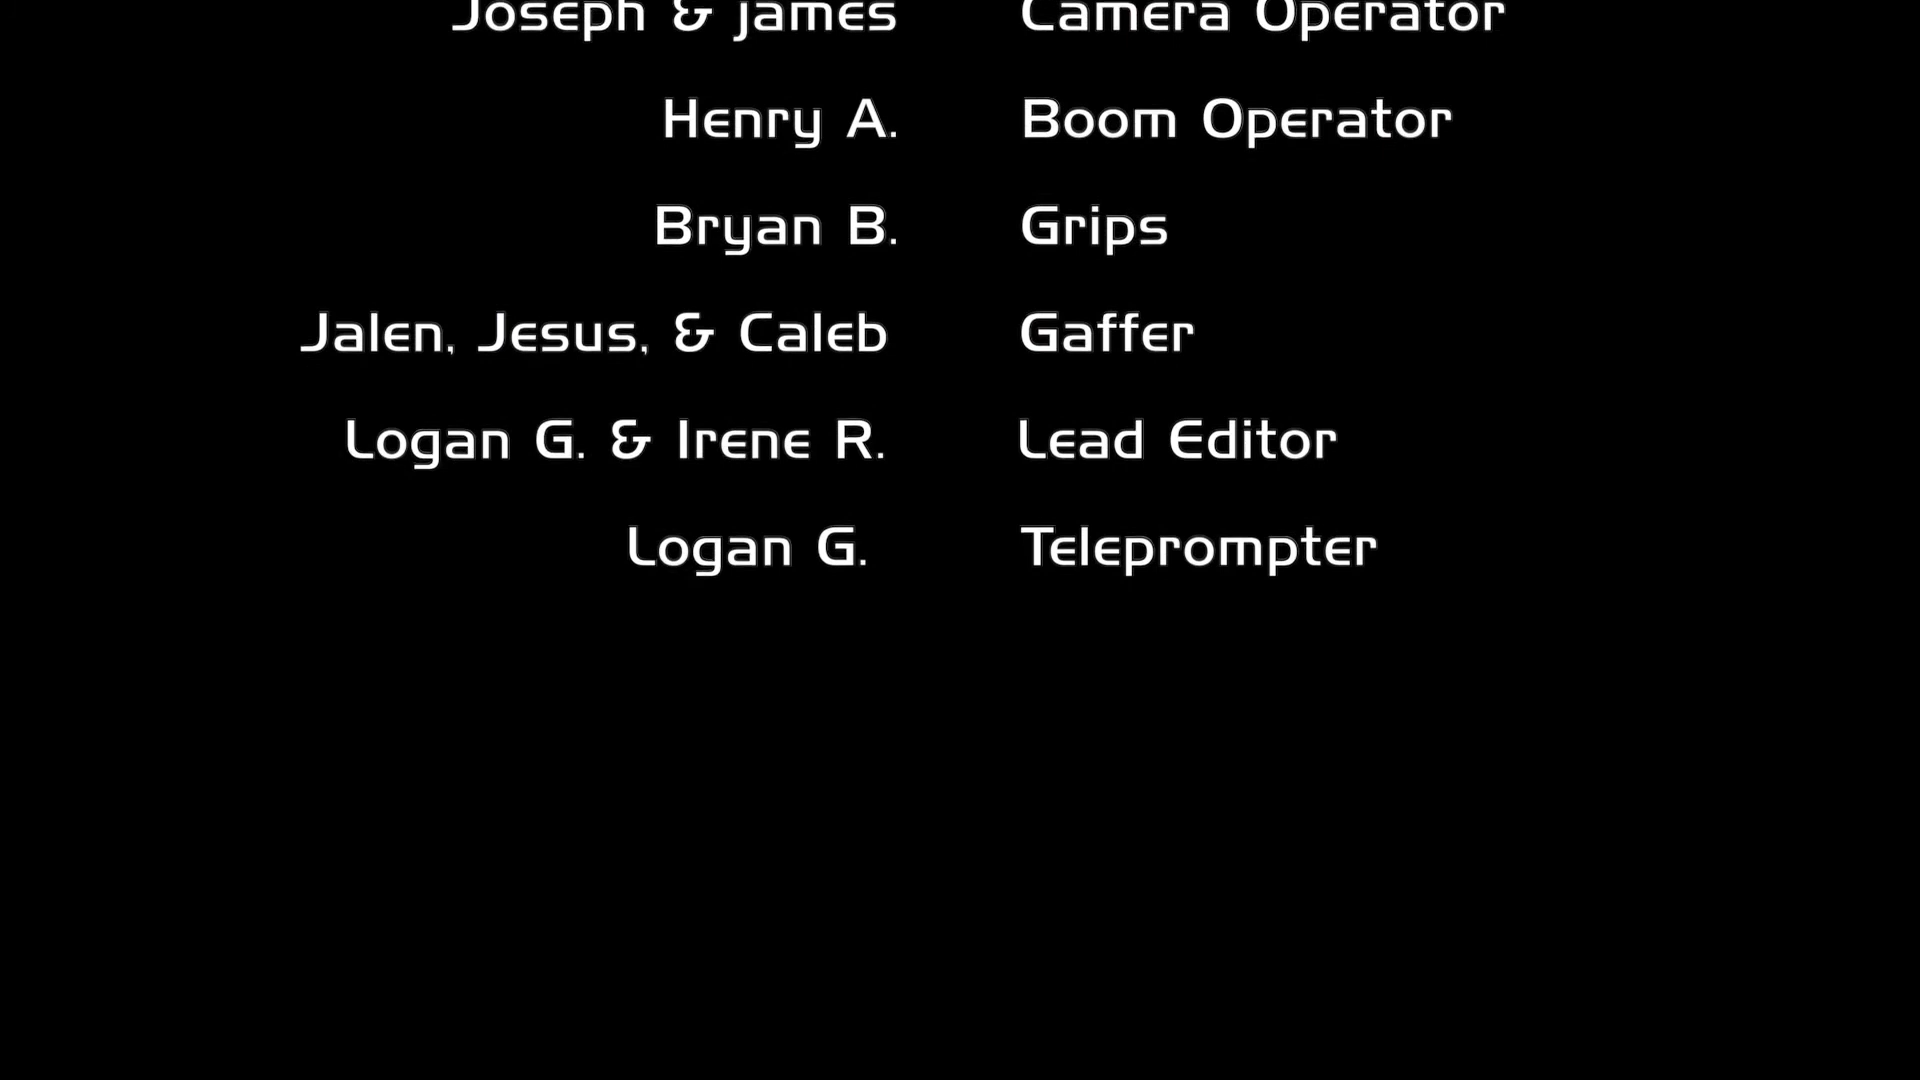 Joseph & james Camera Operator
Henry A. Boom Operator
Bryan B. Grips
Jalen, Jesus, & Caleb Gaffer
Logan G. & Irene R. Lead Editor
Logan G. Teleprompter